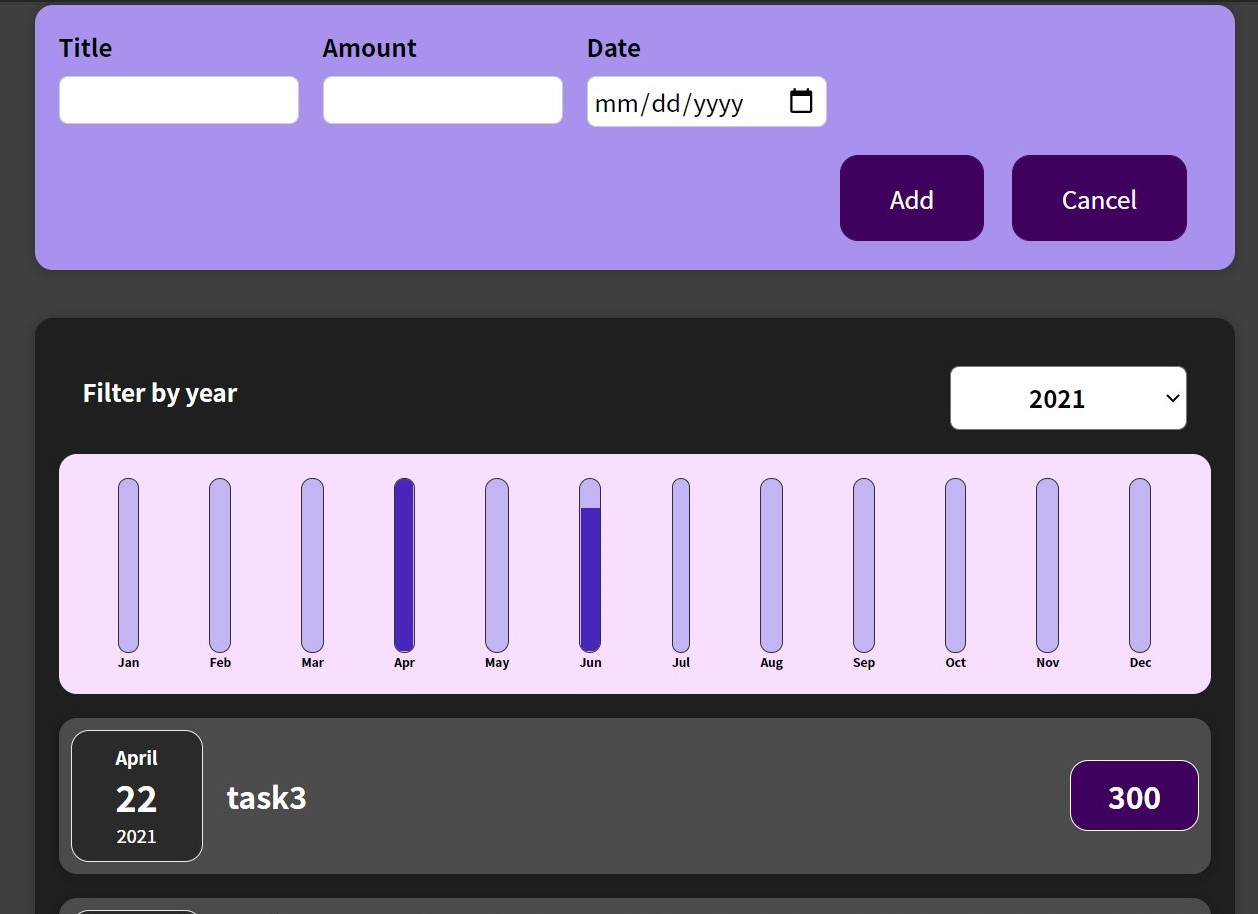 Title Amount Date
mm/dd/yyyy
Add Cancel
Filter by year 2021
Jan Feb Mar Apr May Jun Jul Aug Sep Oct Nov Dec
April
22
2021
task3
300